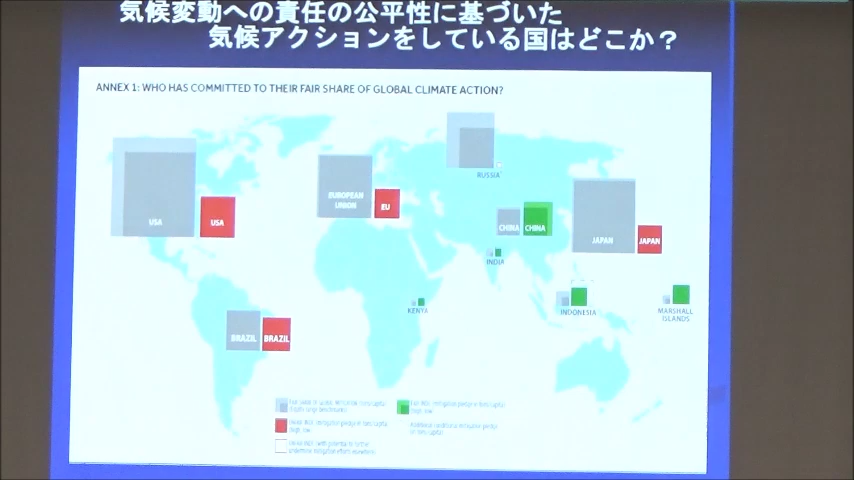 気候変動への責任の公平性に基づいた
気候アクションをしている国はどこか？
ANNEX 1: WHO HAS COMMITTED TO THEIR FAIR SHARE OF GLOBAL CLIMATE ACTION?
RUSSIA
USA
USA
EUROPEAN
UNION
EU
CHINA
CHINA
JAPAN
JAPAN
INDIA
KENYA
INDONESIA
MARSHALL
ISLANDS
BRAZIL
BRAZIL